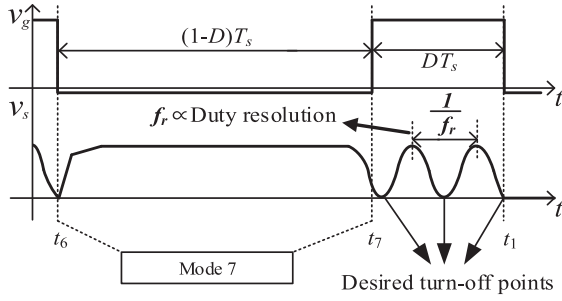 v_g
(1-D)T_s
DT_s
t
v_s
f_r ∝ Duty resolution
1/f_r
t
t_6
t_7
t_1
Mode 7
Desired turn-off points